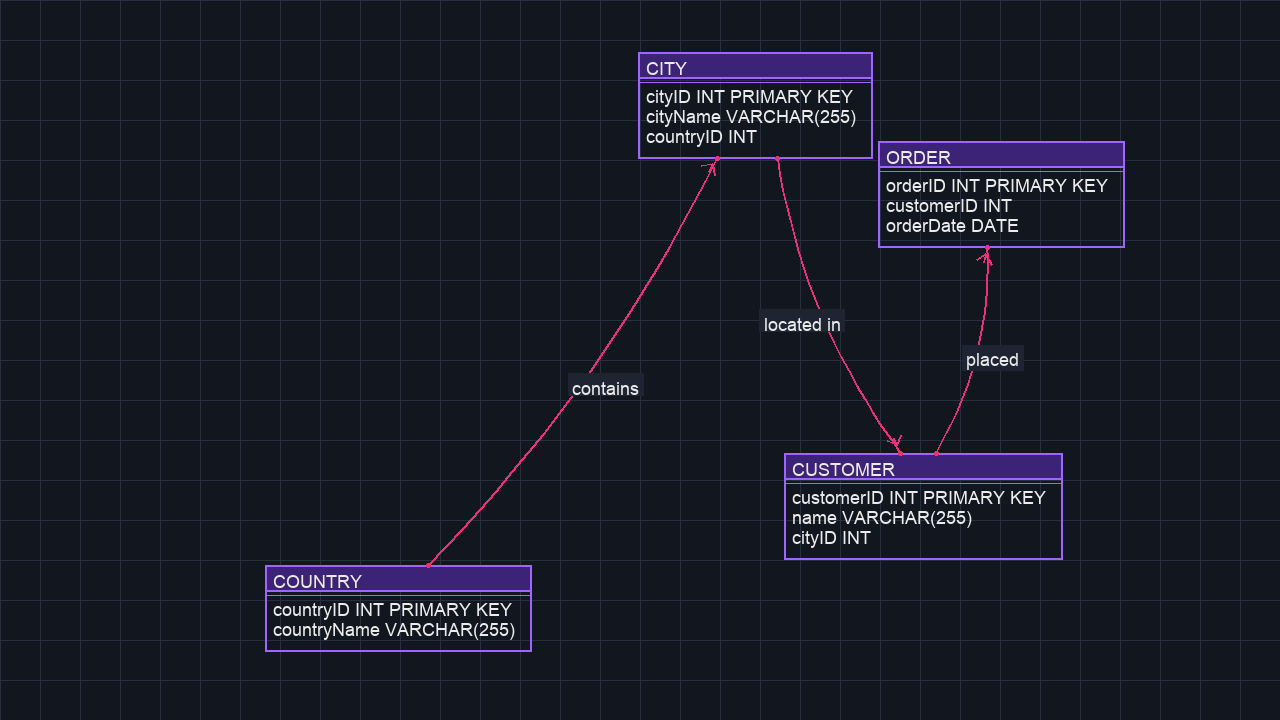 CITY
cityID INT PRIMARY KEY
cityName VARCHAR(255)
countryID INT
ORDER
orderID INT PRIMARY KEY
customerID INT
orderDate DATE
located in
placed
contains
CUSTOMER
customerID INT PRIMARY KEY
name VARCHAR(255)
cityID INT
COUNTRY
countryID INT PRIMARY KEY
countryName VARCHAR(255)